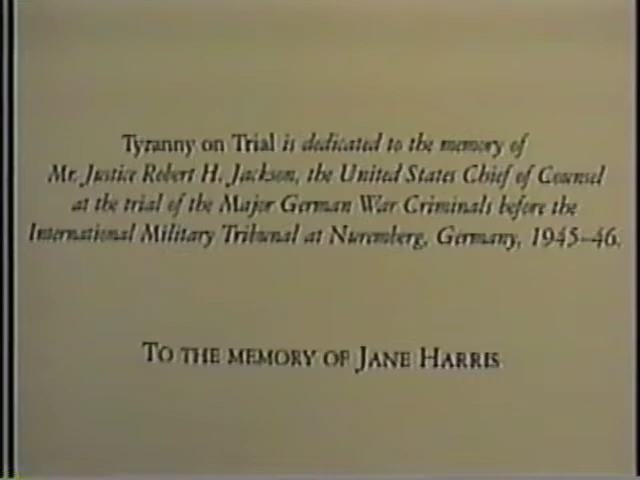 Tyranny on Trial is dedicated to the memory of
Mr. Justice Robert H. Jackson, the United States Chief of Counsel
at the trial of the Major German War Criminals before the
International Military Tribunal at Nuremberg, Germany, 1945–46.
TO THE MEMORY OF JANE HARRIS